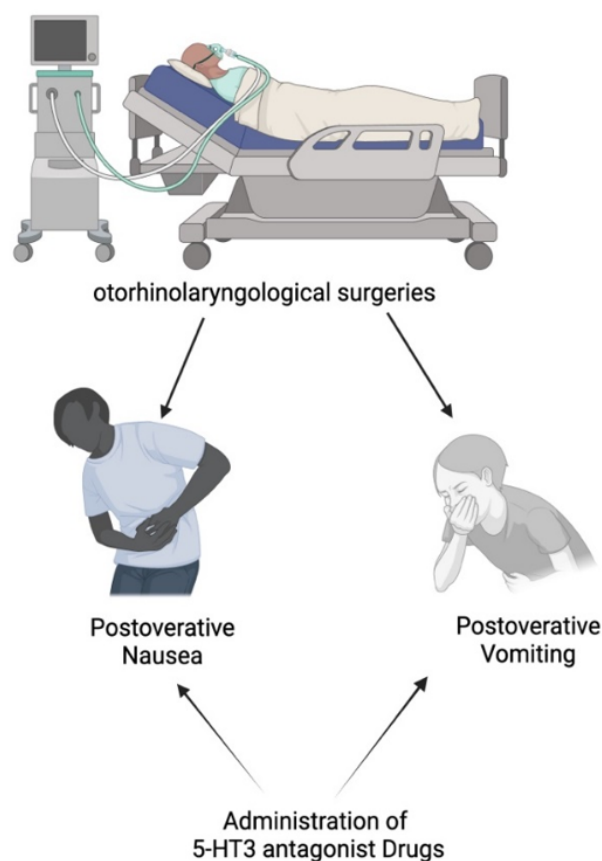 otorhinolaryngological surgeries
Postoverative
Nausea
Postoverative
Vomiting
Administration of
5-HT3 antagonist Drugs